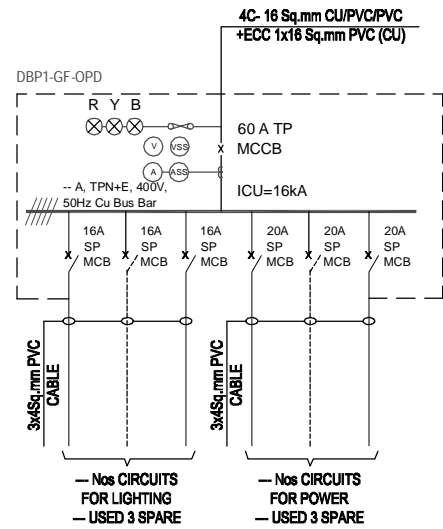 4C- 16 Sq.mm CU/PVC/PVC
+ECC 1x16 Sq.mm PVC (CU)
DBP1-GF-OPD
R Y B
60 A TP
MCCB
V VSS
A ASS
ICU=16kA
-- A, TPN+E, 400V,
50Hz Cu Bus Bar
16A 16A 16A 20A 20A 20A
SP SP SP SP SP SP
MCB MCB MCB MCB MCB MCB
3x4Sq.mm PVC
CABLE
3x4Sq.mm PVC
CABLE
--- Nos CIRCUITS
FOR LIGHTING
--- USED 3 SPARE
--- Nos CIRCUITS
FOR POWER
--- USED 3 SPARE